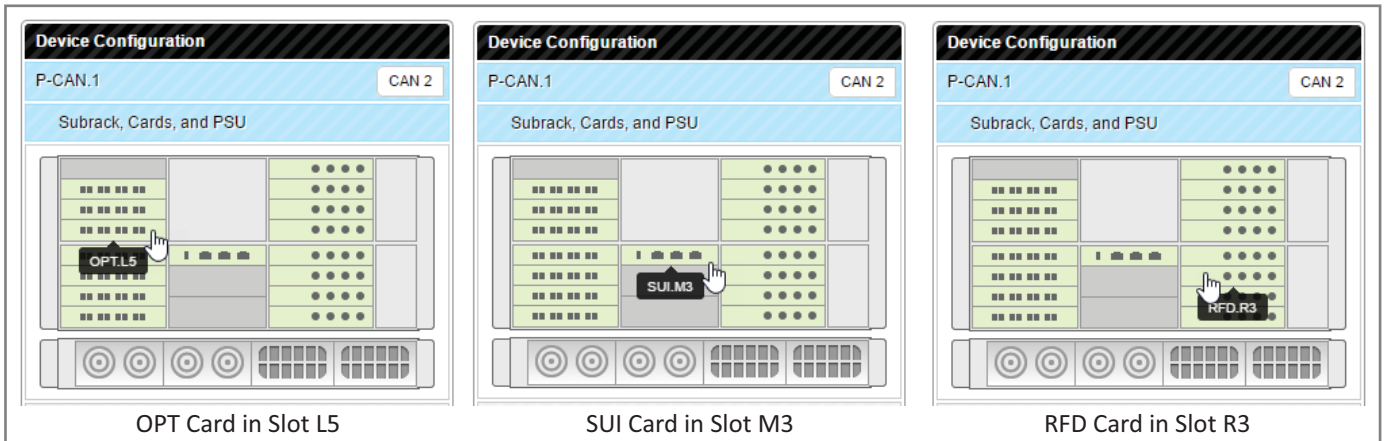 Device Configuration
P-CAN.1 CAN 2
Subrack, Cards, and PSU
OPT.L5
OPT Card in Slot L5
Device Configuration
P-CAN.1 CAN 2
Subrack, Cards, and PSU
SUI.M3
SUI Card in Slot M3
Device Configuration
P-CAN.1 CAN 2
Subrack, Cards, and PSU
RFD.R3
RFD Card in Slot R3